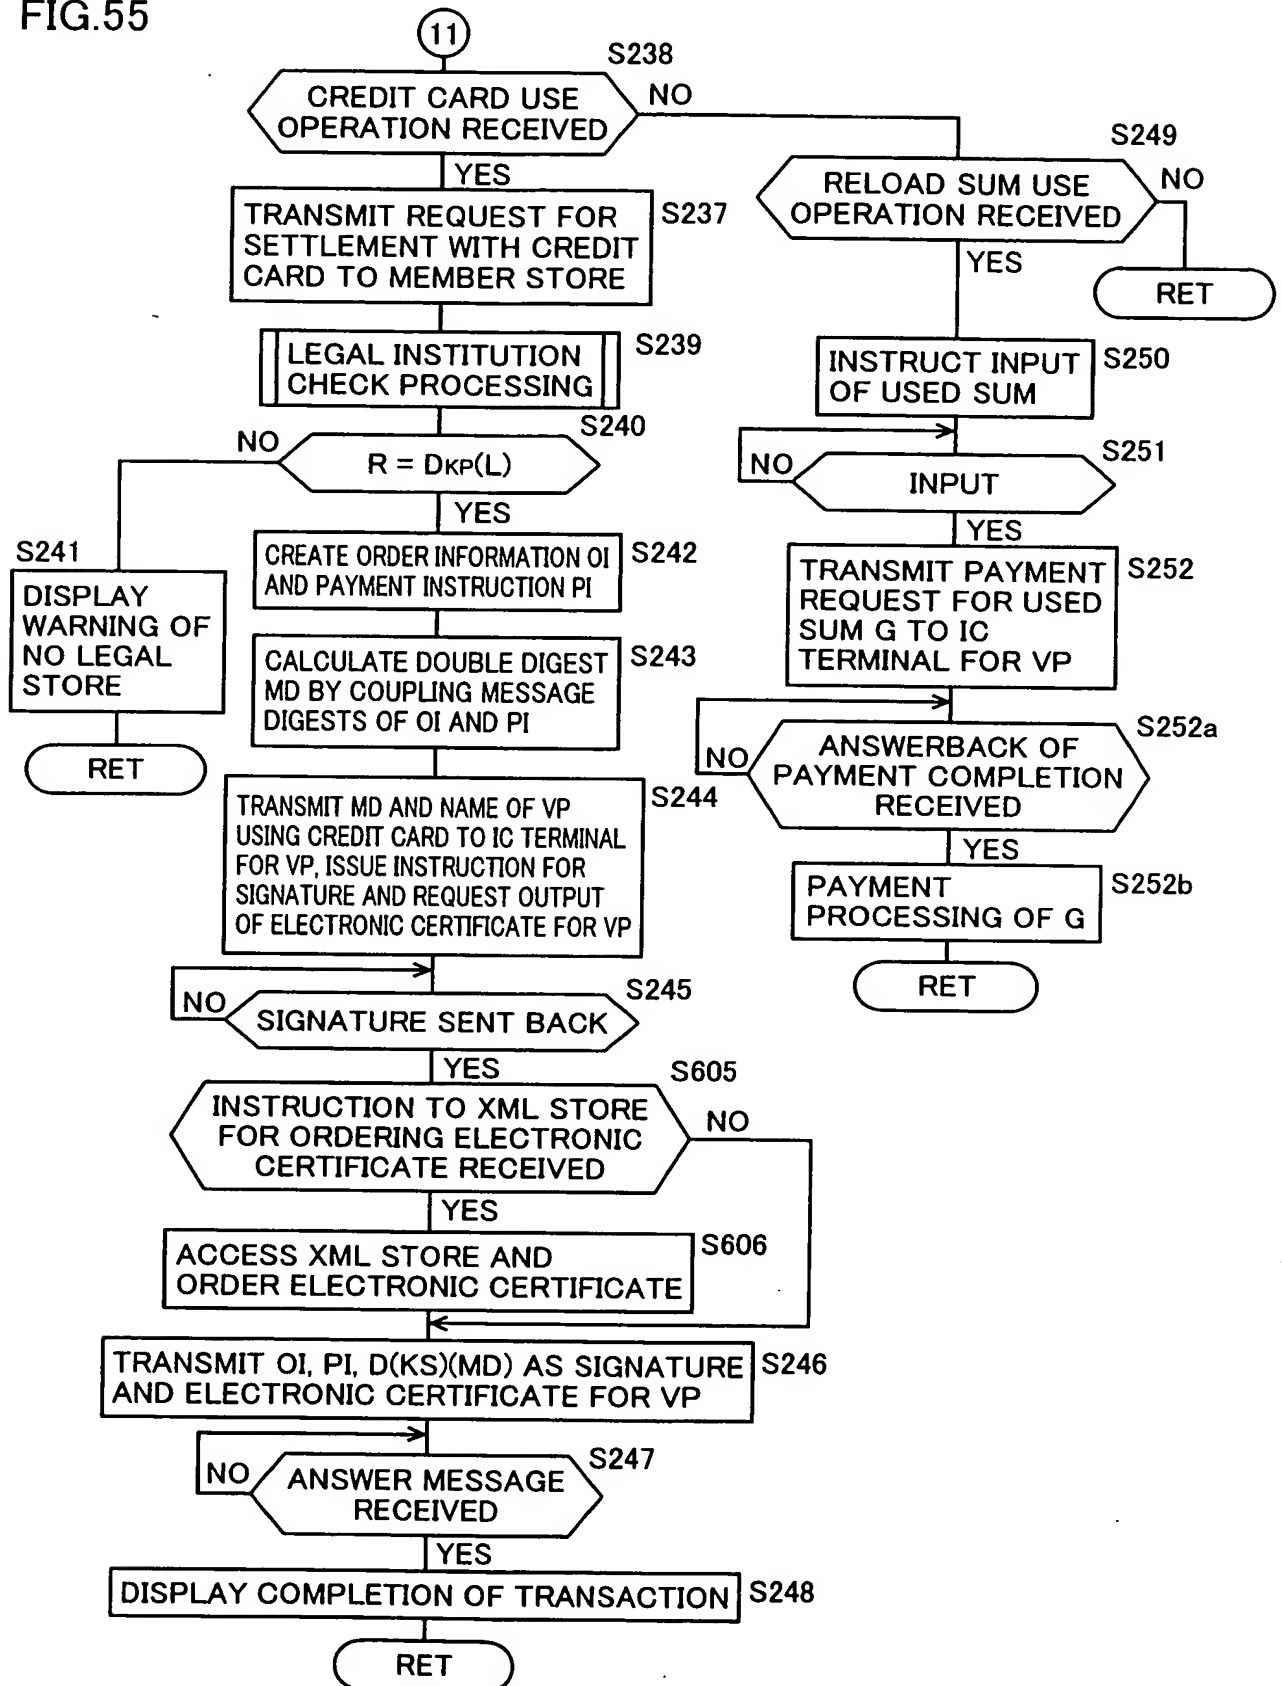 FIG.55
11
S238
CREDIT CARD USE
OPERATION RECEIVED
NO
YES
TRANSMIT REQUEST FOR
SETTLEMENT WITH CREDIT
CARD TO MEMBER STORE
S237
LEGAL INSTITUTION
CHECK PROCESSING
S239
S240
NO
R = DKP(L)
YES
S241
DISPLAY
WARNING OF
NO LEGAL
STORE
RET
CREATE ORDER INFORMATION OI
AND PAYMENT INSTRUCTION PI
S242
CALCULATE DOUBLE DIGEST
MD BY COUPLING MESSAGE
DIGESTS OF OI AND PI
S243
TRANSMIT MD AND NAME OF VP
USING CREDIT CARD TO IC TERMINAL
FOR VP, ISSUE INSTRUCTION FOR
SIGNATURE AND REQUEST OUTPUT
OF ELECTRONIC CERTIFICATE FOR VP
S244
NO
S245
SIGNATURE SENT BACK
YES
S605
INSTRUCTION TO XML STORE
FOR ORDERING ELECTRONIC
CERTIFICATE RECEIVED
NO
YES
ACCESS XML STORE AND
ORDER ELECTRONIC CERTIFICATE
S606
TRANSMIT OI, PI, D(KS)(MD) AS SIGNATURE
AND ELECTRONIC CERTIFICATE FOR VP
S246
NO
S247
ANSWER MESSAGE
RECEIVED
YES
DISPLAY COMPLETION OF TRANSACTION
S248
RET
S249
RELOAD SUM USE
OPERATION RECEIVED
NO
RET
YES
INSTRUCT INPUT
OF USED SUM
S250
NO
S251
INPUT
YES
TRANSMIT PAYMENT
REQUEST FOR USED
SUM G TO IC
TERMINAL FOR VP
S252
NO
S252a
ANSWERBACK OF
PAYMENT COMPLETION
RECEIVED
YES
PAYMENT
PROCESSING OF G
S252b
RET